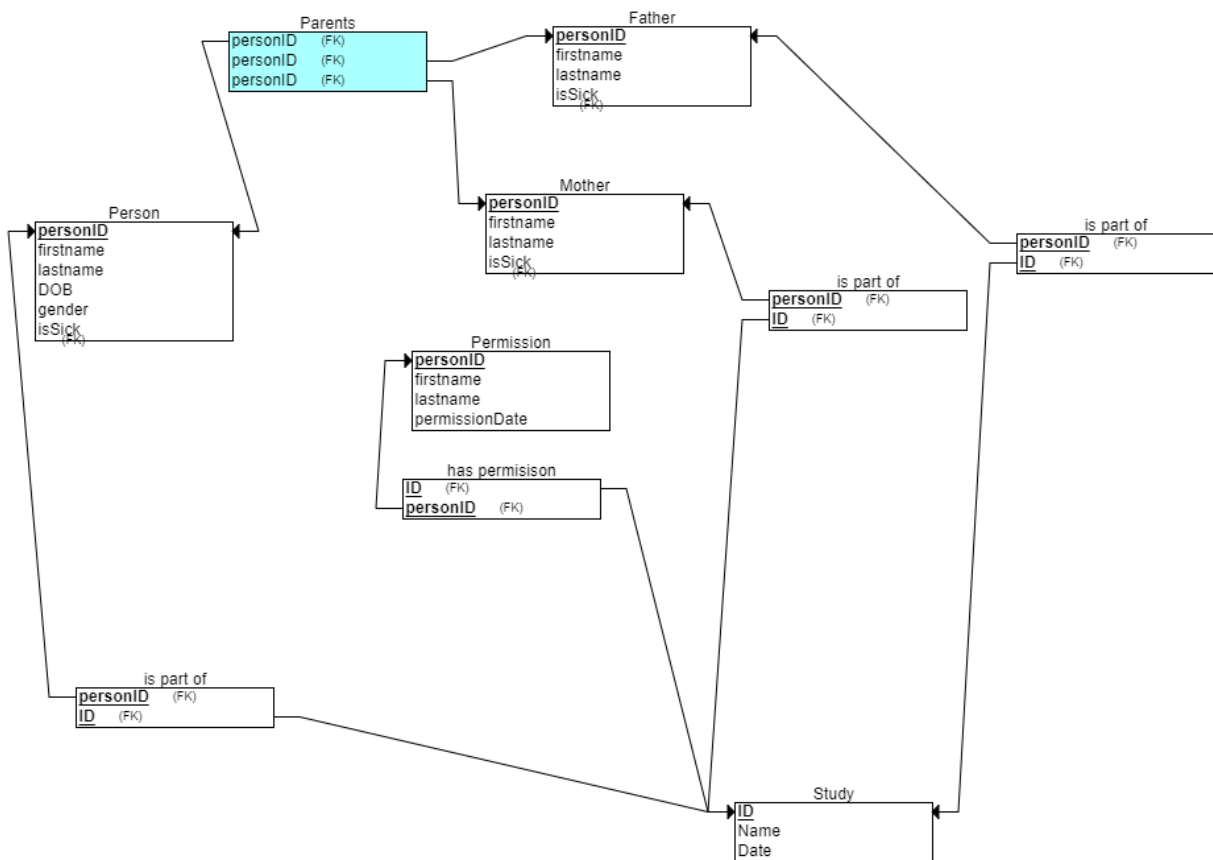 Parents
personID (FK)
personID (FK)
personID (FK)
Father
personID
firstname
lastname
isSick
(FK)
Mother
personID
firstname
lastname
isSick
(FK)
Person
personID
firstname
lastname
DOB
gender
isSick
(FK)
is part of
personID (FK)
ID (FK)
is part of
personID (FK)
ID (FK)
Permission
personID
firstname
lastname
permissionDate
has permisison
ID (FK)
personID (FK)
is part of
personID (FK)
ID (FK)
Study
ID
Name
Date